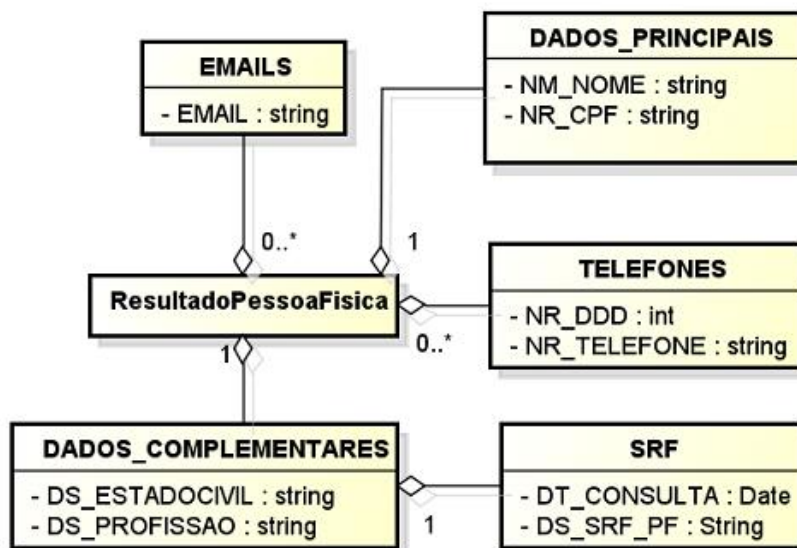 EMAILS
- EMAIL : string
DADOS_PRINCIPAIS
- NM_NOME : string
- NR_CPF : string
0..*
1
ResultadoPessoaFisica
TELEFONES
- NR_DDD : int
- NR_TELEFONE : string
0..*
1
DADOS_COMPLEMENTARES
- DS_ESTADOCIVIL : string
- DS_PROFISSAO : string
1
SRF
- DT_CONSULTA : Date
- DS_SRF_PF : String